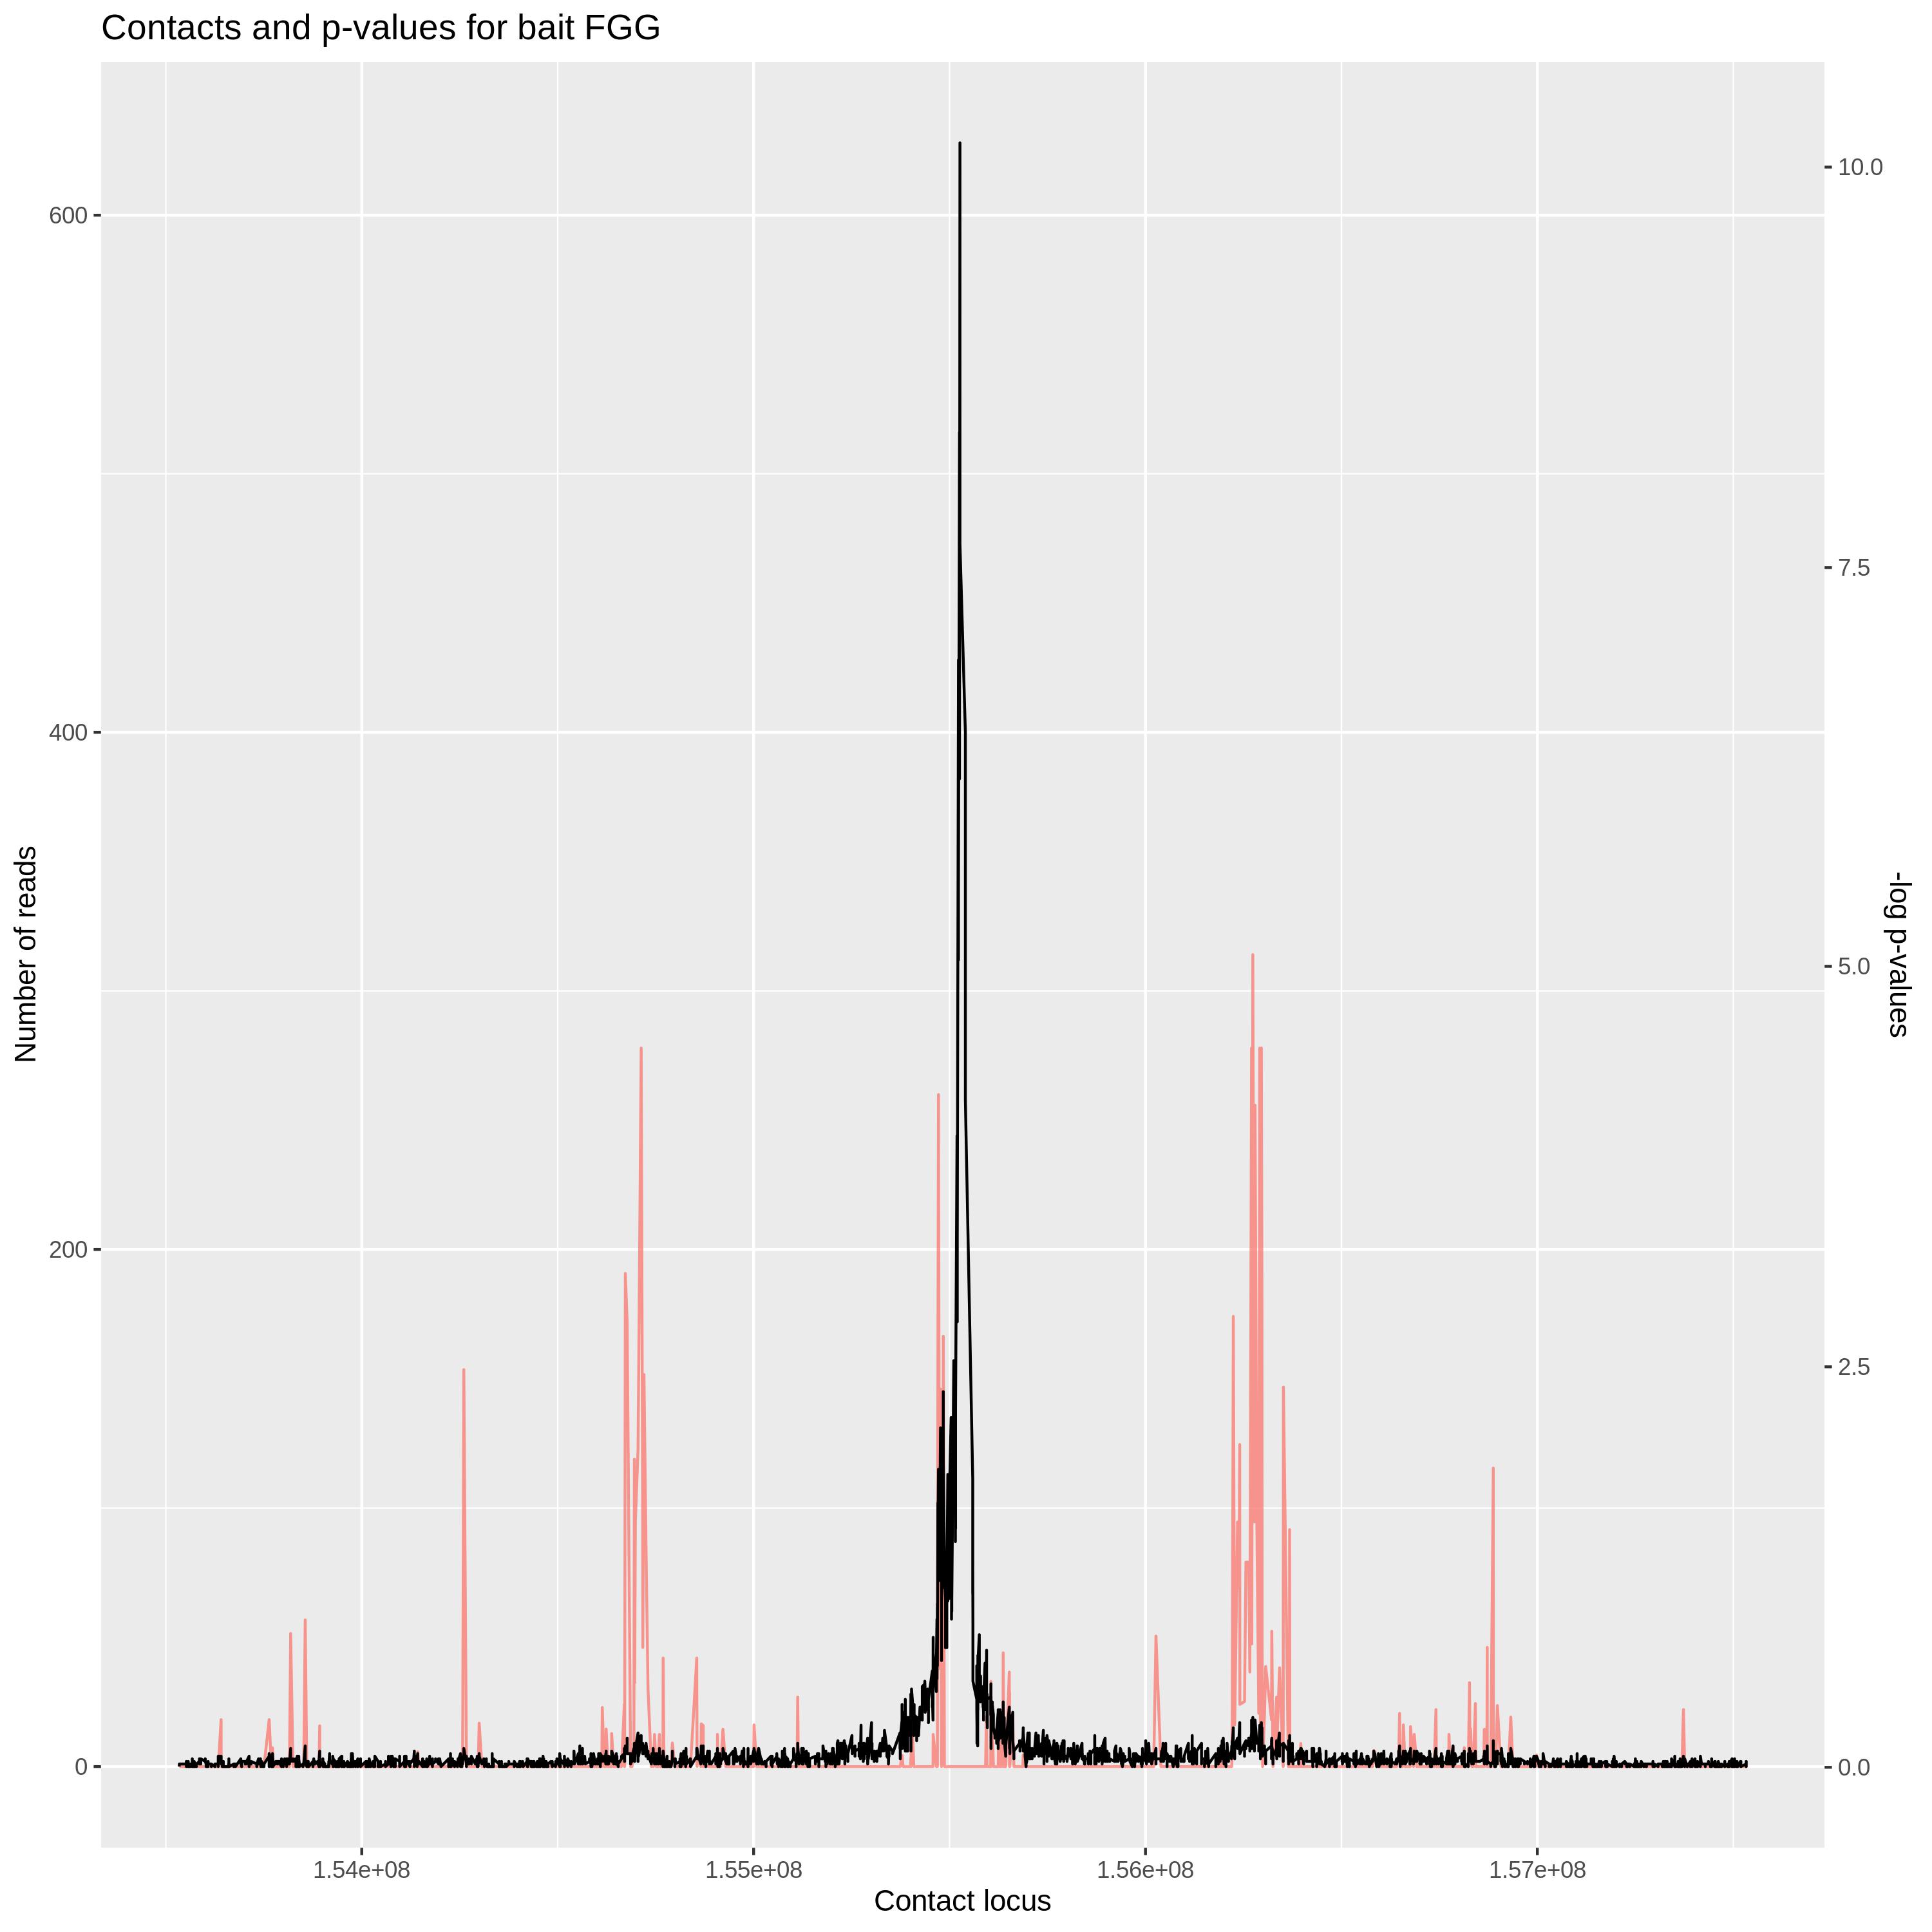 Contacts and p-values for bait FGG
Number of reads
600
400
200
0
10.0
7.5
5.0
2.5
0.0
-log p-values
1.54e+08 1.55e+08 1.56e+08 1.57e+08
Contact locus